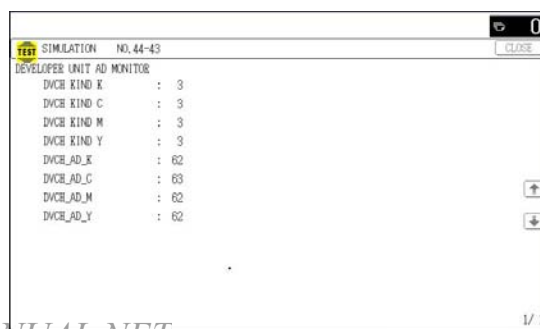 0
TEST SIMULATION NO.44-43
CLOSE
DEVELOPER UNIT AD MONITOR
DVCH KIND K : 3
DVCH KIND C : 3
DVCH KIND M : 3
DVCH KIND Y : 3
DVCH_AD_K : 62
DVCH_AD_C : 63
DVCH_AD_M : 62
DVCH_AD_Y : 62
1/